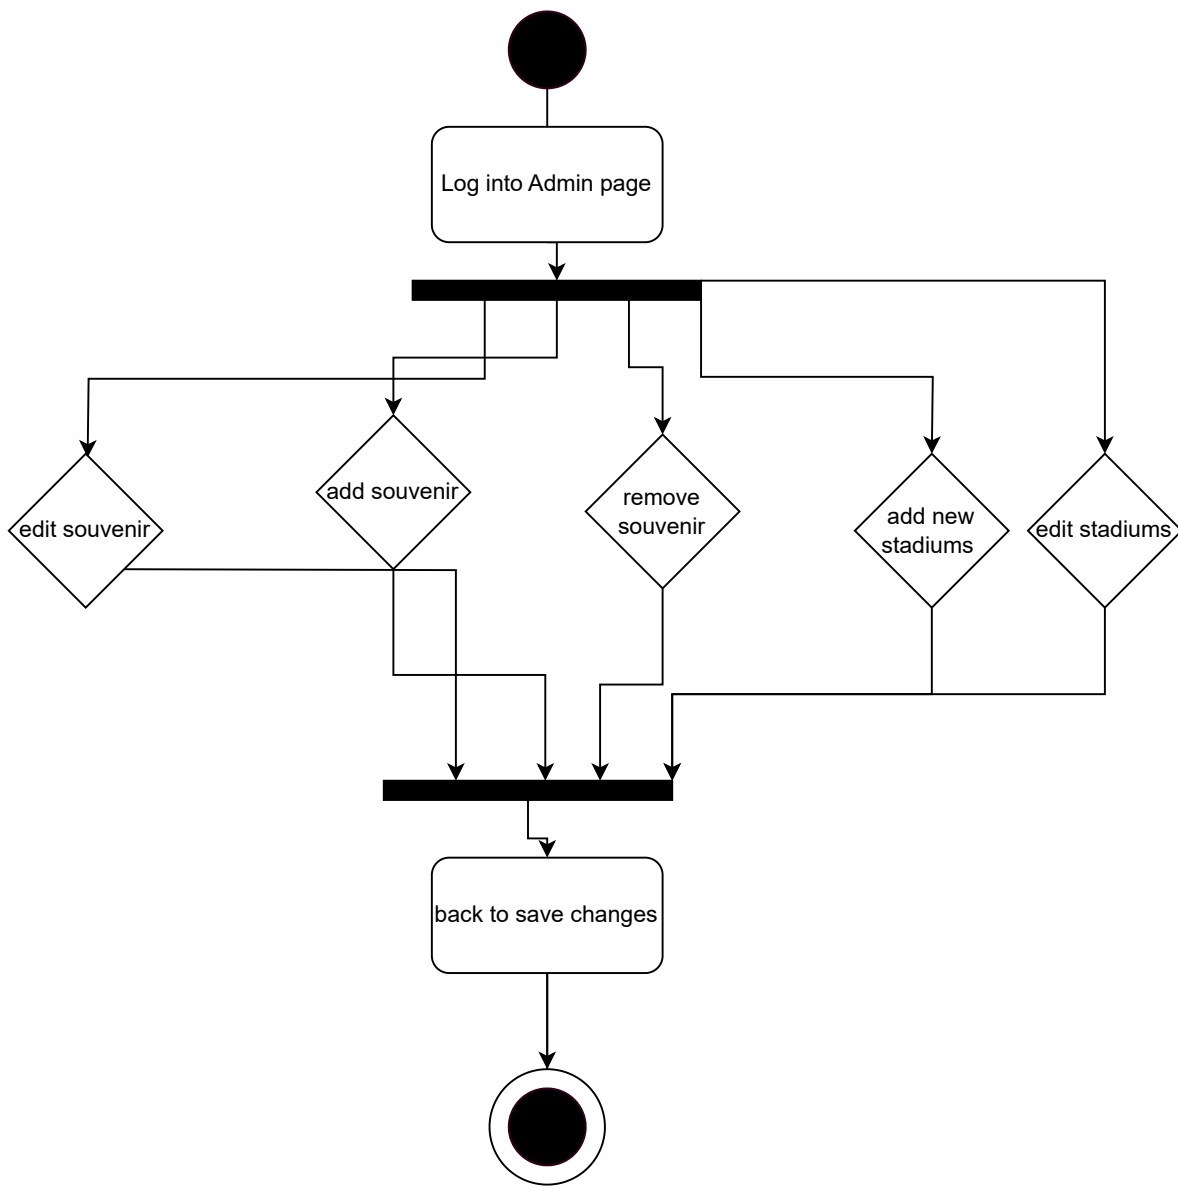 Log into Admin page
edit souvenir
add souvenir
remove
souvenir
add new
stadiums
edit stadiums
back to save changes